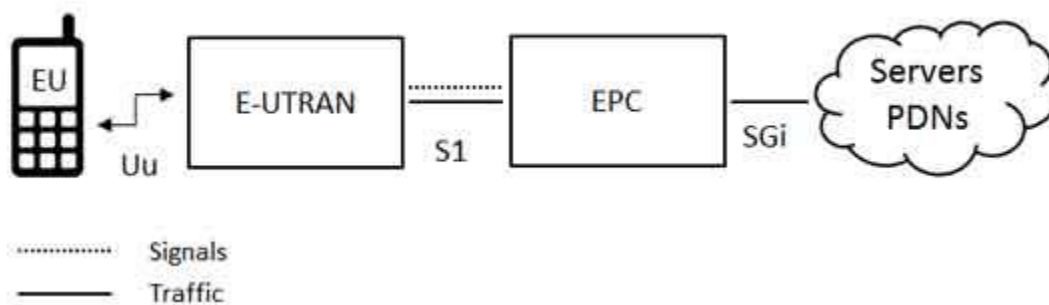 EU
Uu
E-UTRAN
S1
EPC
SGi
Servers
PDNs
Signals
Traffic